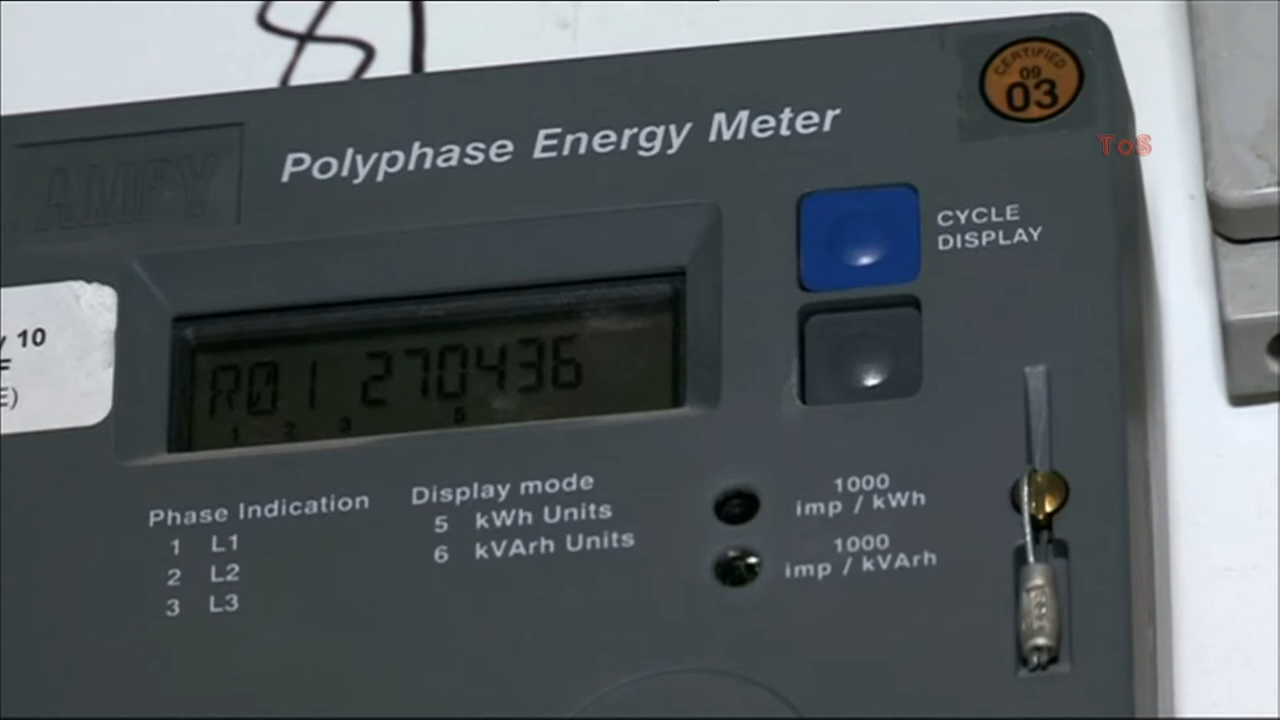 8
CERTIFIED
09
03
Polyphase Energy Meter
ToS
AMPY
CYCLE
DISPLAY
10
E)
R01 270436
1 2 3 5
Phase Indication
1 L1
2 L2
3 L3
Display mode
5 kWh Units
6 kVArh Units
1000
imp / kWh
1000
imp / kVArh